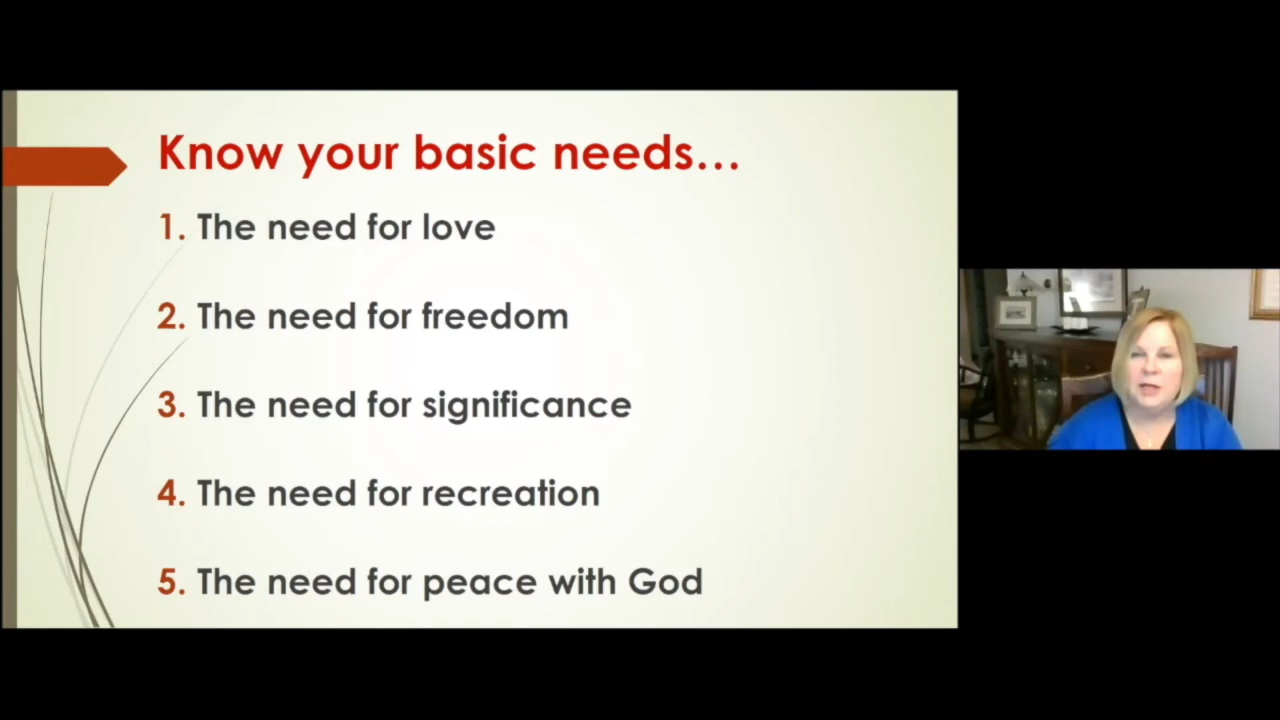 Know your basic needs…
1. The need for love
2. The need for freedom
3. The need for significance
4. The need for recreation
5. The need for peace with God